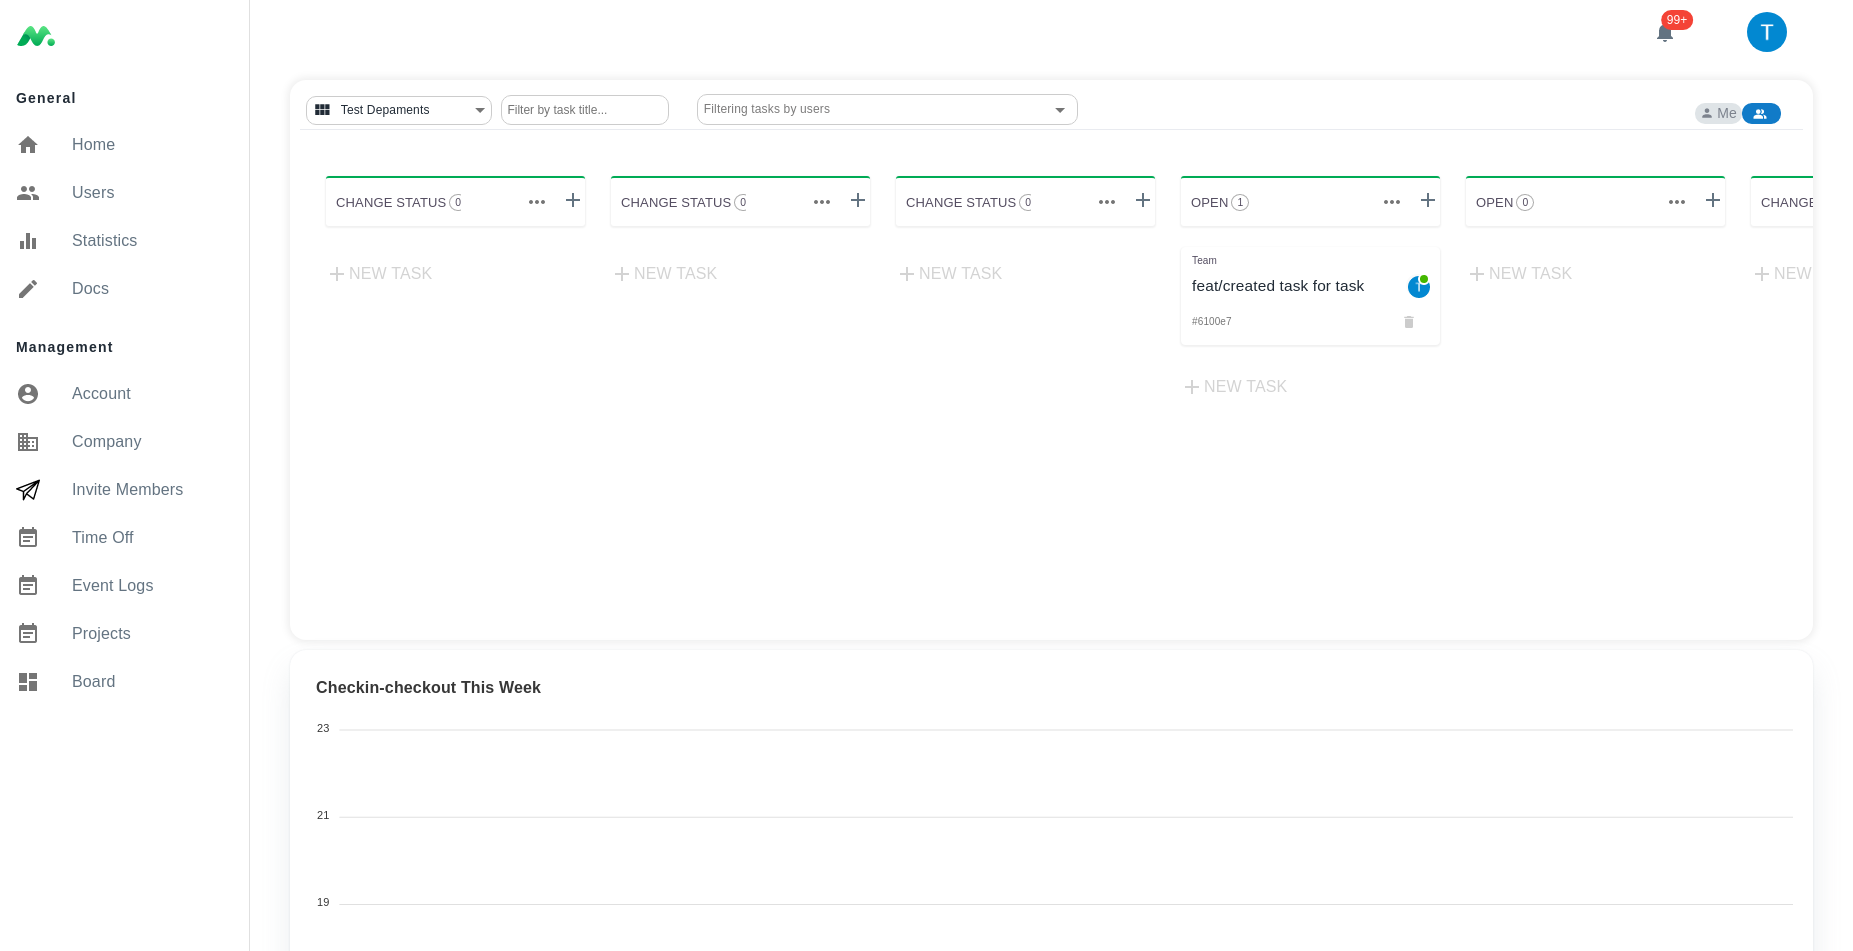 99+
T
General
Home
Users
Statistics
Docs
Management
Account
Company
Invite Members
Time Off
Event Logs
Projects
Board
Test Depaments
Filter by task title...
Filtering tasks by users
Me
CHANGE STATUS 0
NEW TASK
CHANGE STATUS 0
NEW TASK
CHANGE STATUS 0
NEW TASK
OPEN 1
Team
feat/created task for task
T
#6100e7
NEW TASK
OPEN 0
NEW TASK
CHANGE
NEW
Checkin-checkout This Week
23
21
19